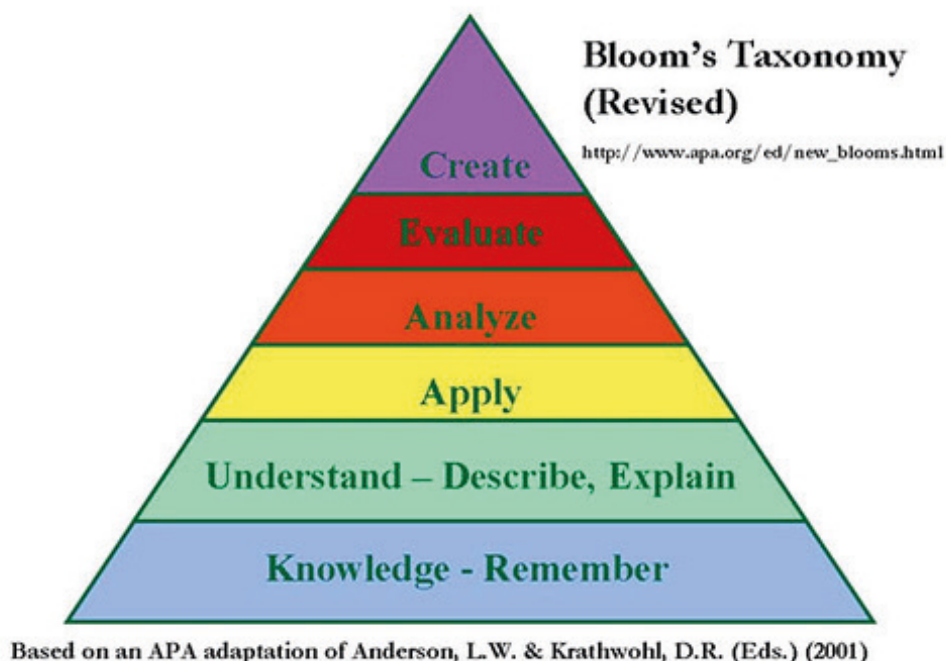 Bloom's Taxonomy
(Revised)
http://www.apa.org/ed/new_blooms.html
Create
Evaluate
Analyze
Apply
Understand – Describe, Explain
Knowledge - Remember
Based on an APA adaptation of Anderson, L.W. & Krathwohl, D.R. (Eds.) (2001)